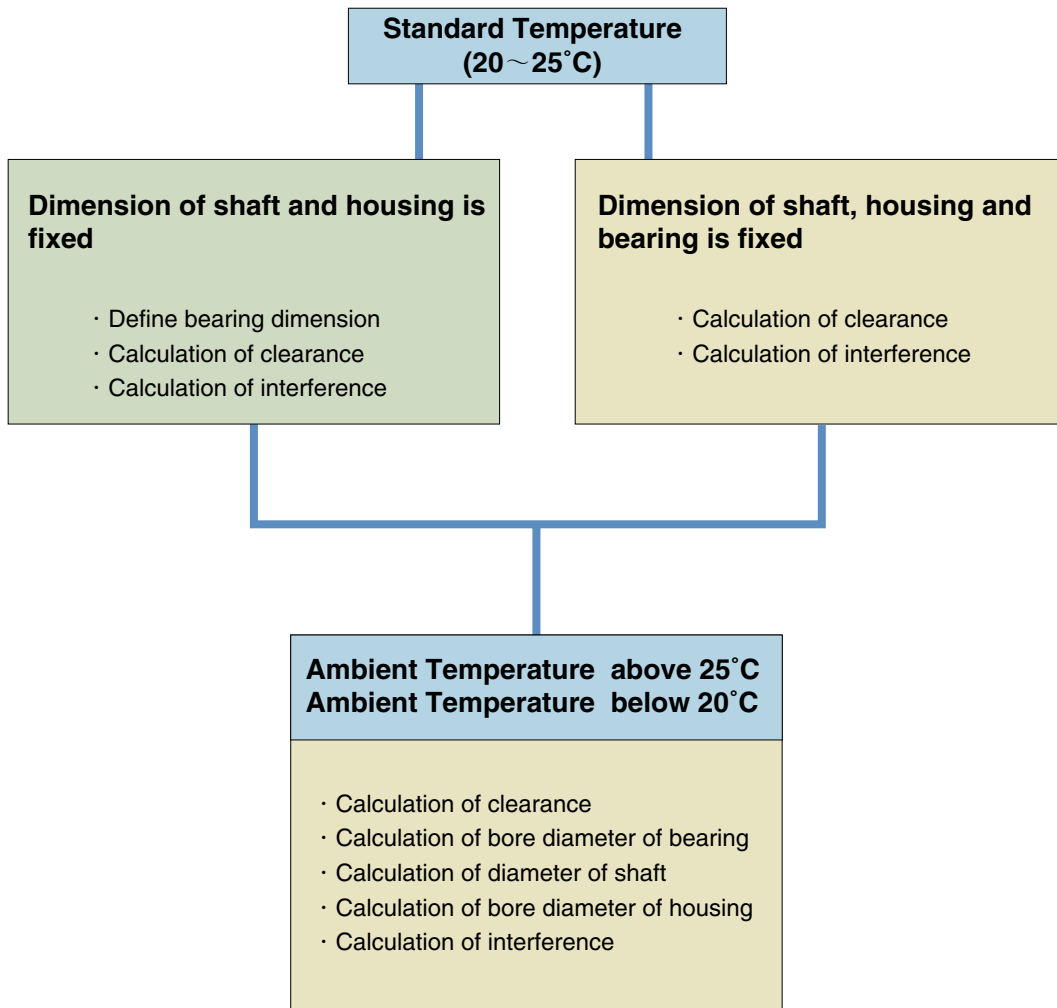 Standard Temperature
(20～25˚C)
Dimension of shaft and housing is
fixed
· Define bearing dimension
· Calculation of clearance
· Calculation of interference
Dimension of shaft, housing and
bearing is fixed
· Calculation of clearance
· Calculation of interference
Ambient Temperature above 25˚C
Ambient Temperature below 20˚C
· Calculation of clearance
· Calculation of bore diameter of bearing
· Calculation of diameter of shaft
· Calculation of bore diameter of housing
· Calculation of interference